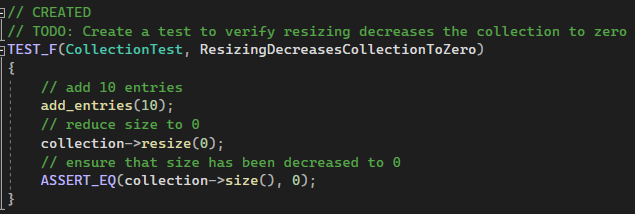 // CREATED
// TODO: Create a test to verify resizing decreases the collection to zero
TEST_F(CollectionTest, ResizingDecreasesCollectionToZero)
{
    // add 10 entries
    add_entries(10);
    // reduce size to 0
    collection->resize(0);
    // ensure that size has been decreased to 0
    ASSERT_EQ(collection->size(), 0);
}